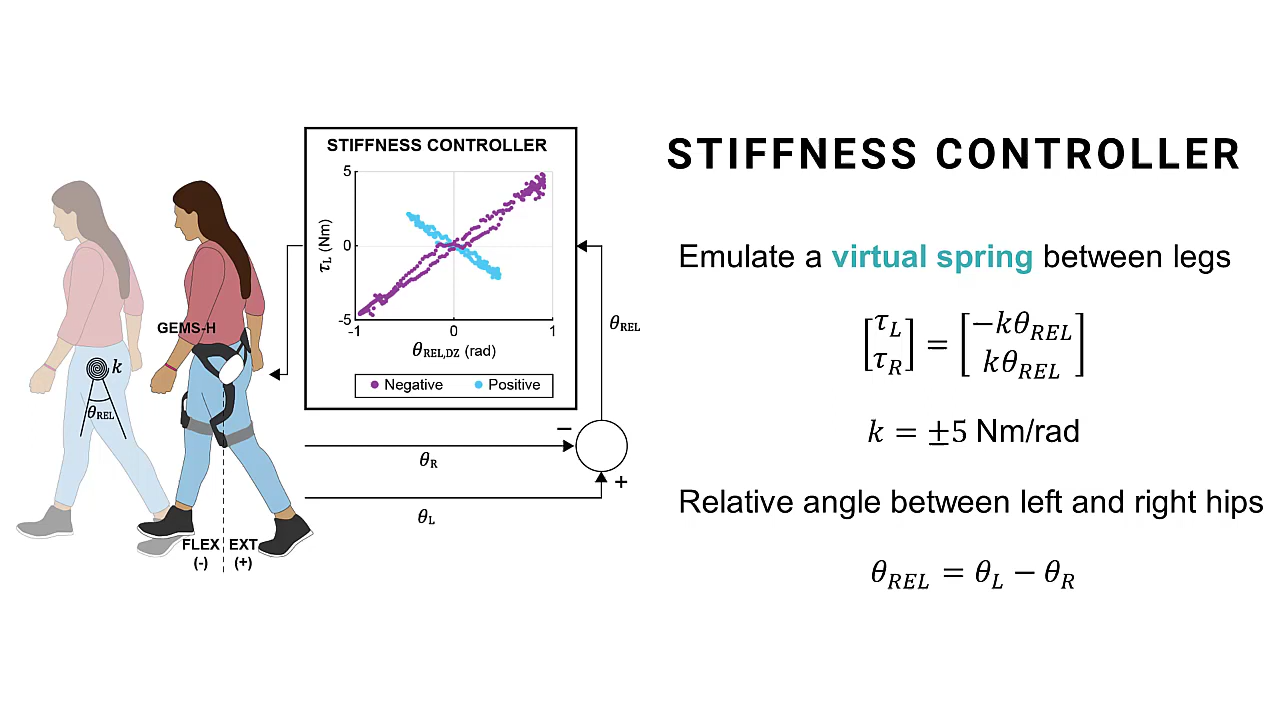 STIFFNESS CONTROLLER
5
0
-5
τL (Nm)
-1
0
1
θREL,DZ (rad)
Negative
Positive
GEMS-H
k
θREL
FLEX
(-)
EXT
(+)
θREL
−
+
θR
θL
STIFFNESS CONTROLLER
Emulate a virtual spring between legs
[τL τR] = [−kθREL kθREL]
k = ±5 Nm/rad
Relative angle between left and right hips
θREL = θL − θR